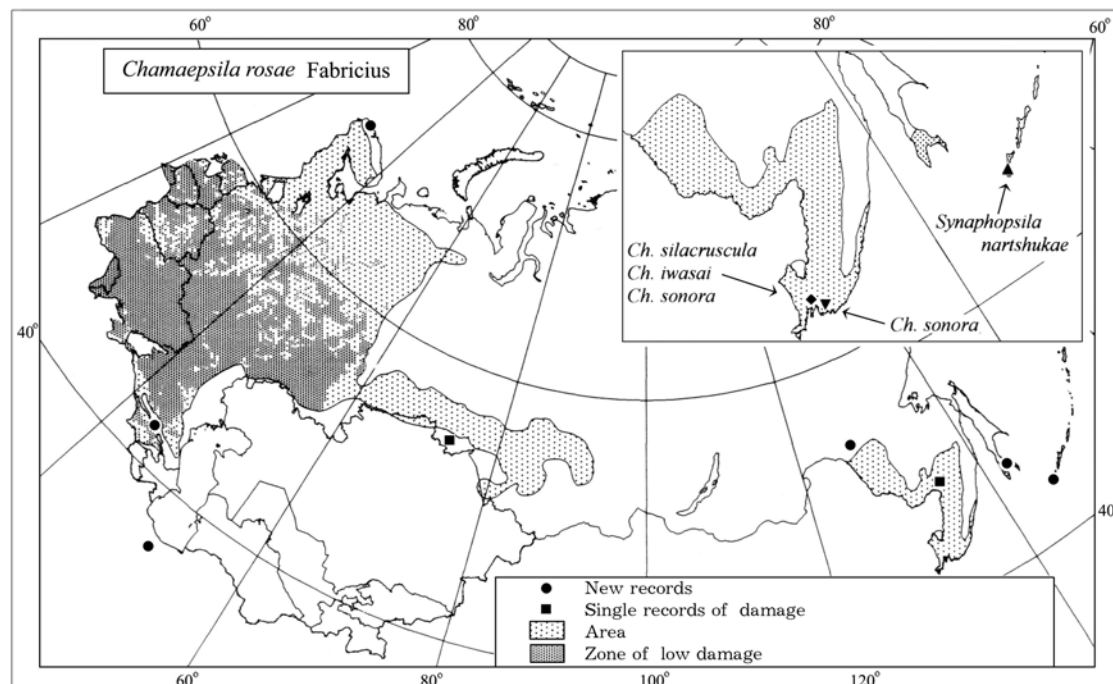 60°
80°
80°
60°
Chamaepsila rosae Fabricius
Synaphopsila
nartshukae
Ch. silacruscula
Ch. iwasai
Ch. sonora
Ch. sonora
40°
40°
New records
Single records of damage
Area
Zone of low damage
60°
80°
100°
120°